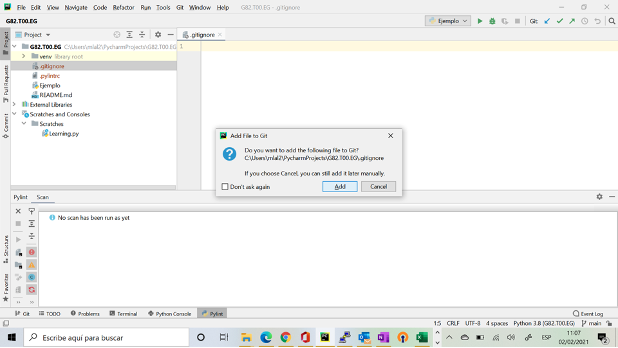 File Edit View Navigate Code Refactor Run Tools Git Window Help G82.T00.EG - .gitignore
G82.T00.EG
Ejemplo
Git:
Project
.gitignore
G82.T00.EG C:\Users\mlal2\PycharmProjects\G82.T00.EG
1
venv library root
.gitignore
.pylintrc
Ejemplo
README.md
External Libraries
Scratches and Consoles
Scratches
Learning.py
Project
Pull Requests
Commit
Structure
Favorites
Add File to Git
Do you want to add the following file to Git?
C:\Users\mlal2\PycharmProjects\G82.T00.EG\.gitignore
If you choose Cancel, you can still add it later manually.
Don't ask again
Add
Cancel
Pylint Scan
No scan has been run as yet
Git TODO Problems Terminal Python Console Pylint
Event Log
1:5 CRLF UTF-8 4 spaces Python 3.8 (G82.T00.EG) main
Escribe aquí para buscar
ESP
11:07
02/02/2021
2